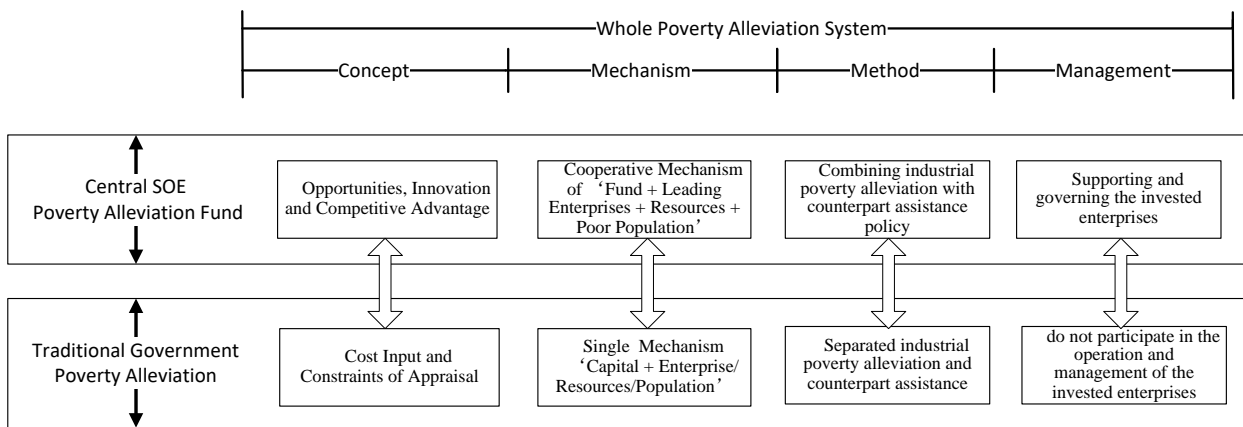 Whole Poverty Alleviation System
Concept
Mechanism
Method
Management
Central SOE
Poverty Alleviation Fund
Opportunities, Innovation
and Competitive Advantage
Cooperative Mechanism
of ‘Fund + Leading
Enterprises + Resources +
Poor Population’
Combining industrial
poverty alleviation with
counterpart assistance
policy
Supporting and
governing the invested
enterprises
Traditional Government
Poverty Alleviation
Cost Input and
Constraints of Appraisal
Single Mechanism
‘Capital + Enterprise/
Resources/Population’
Separated industrial
poverty alleviation and
counterpart assistance
do not participate in the
operation and
management of the
invested enterprises